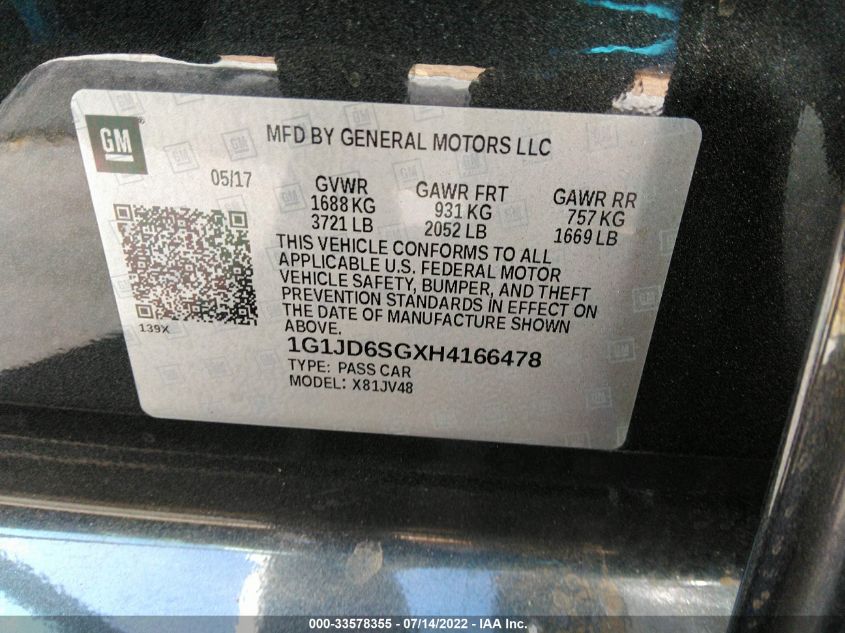 GM
MFD BY GENERAL MOTORS LLC
05/17
GVWR GAWR FRT GAWR RR
1688 KG 931 KG 757 KG
3721 LB 2052 LB 1669 LB
THIS VEHICLE CONFORMS TO ALL
APPLICABLE U.S. FEDERAL MOTOR
VEHICLE SAFETY, BUMPER, AND THEFT
PREVENTION STANDARDS IN EFFECT ON
THE DATE OF MANUFACTURE SHOWN
ABOVE.
139X
1G1JD6SGXH4166478
TYPE: PASS CAR
MODEL: X81JV48
000-33578355 - 07/14/2022 - IAA Inc.